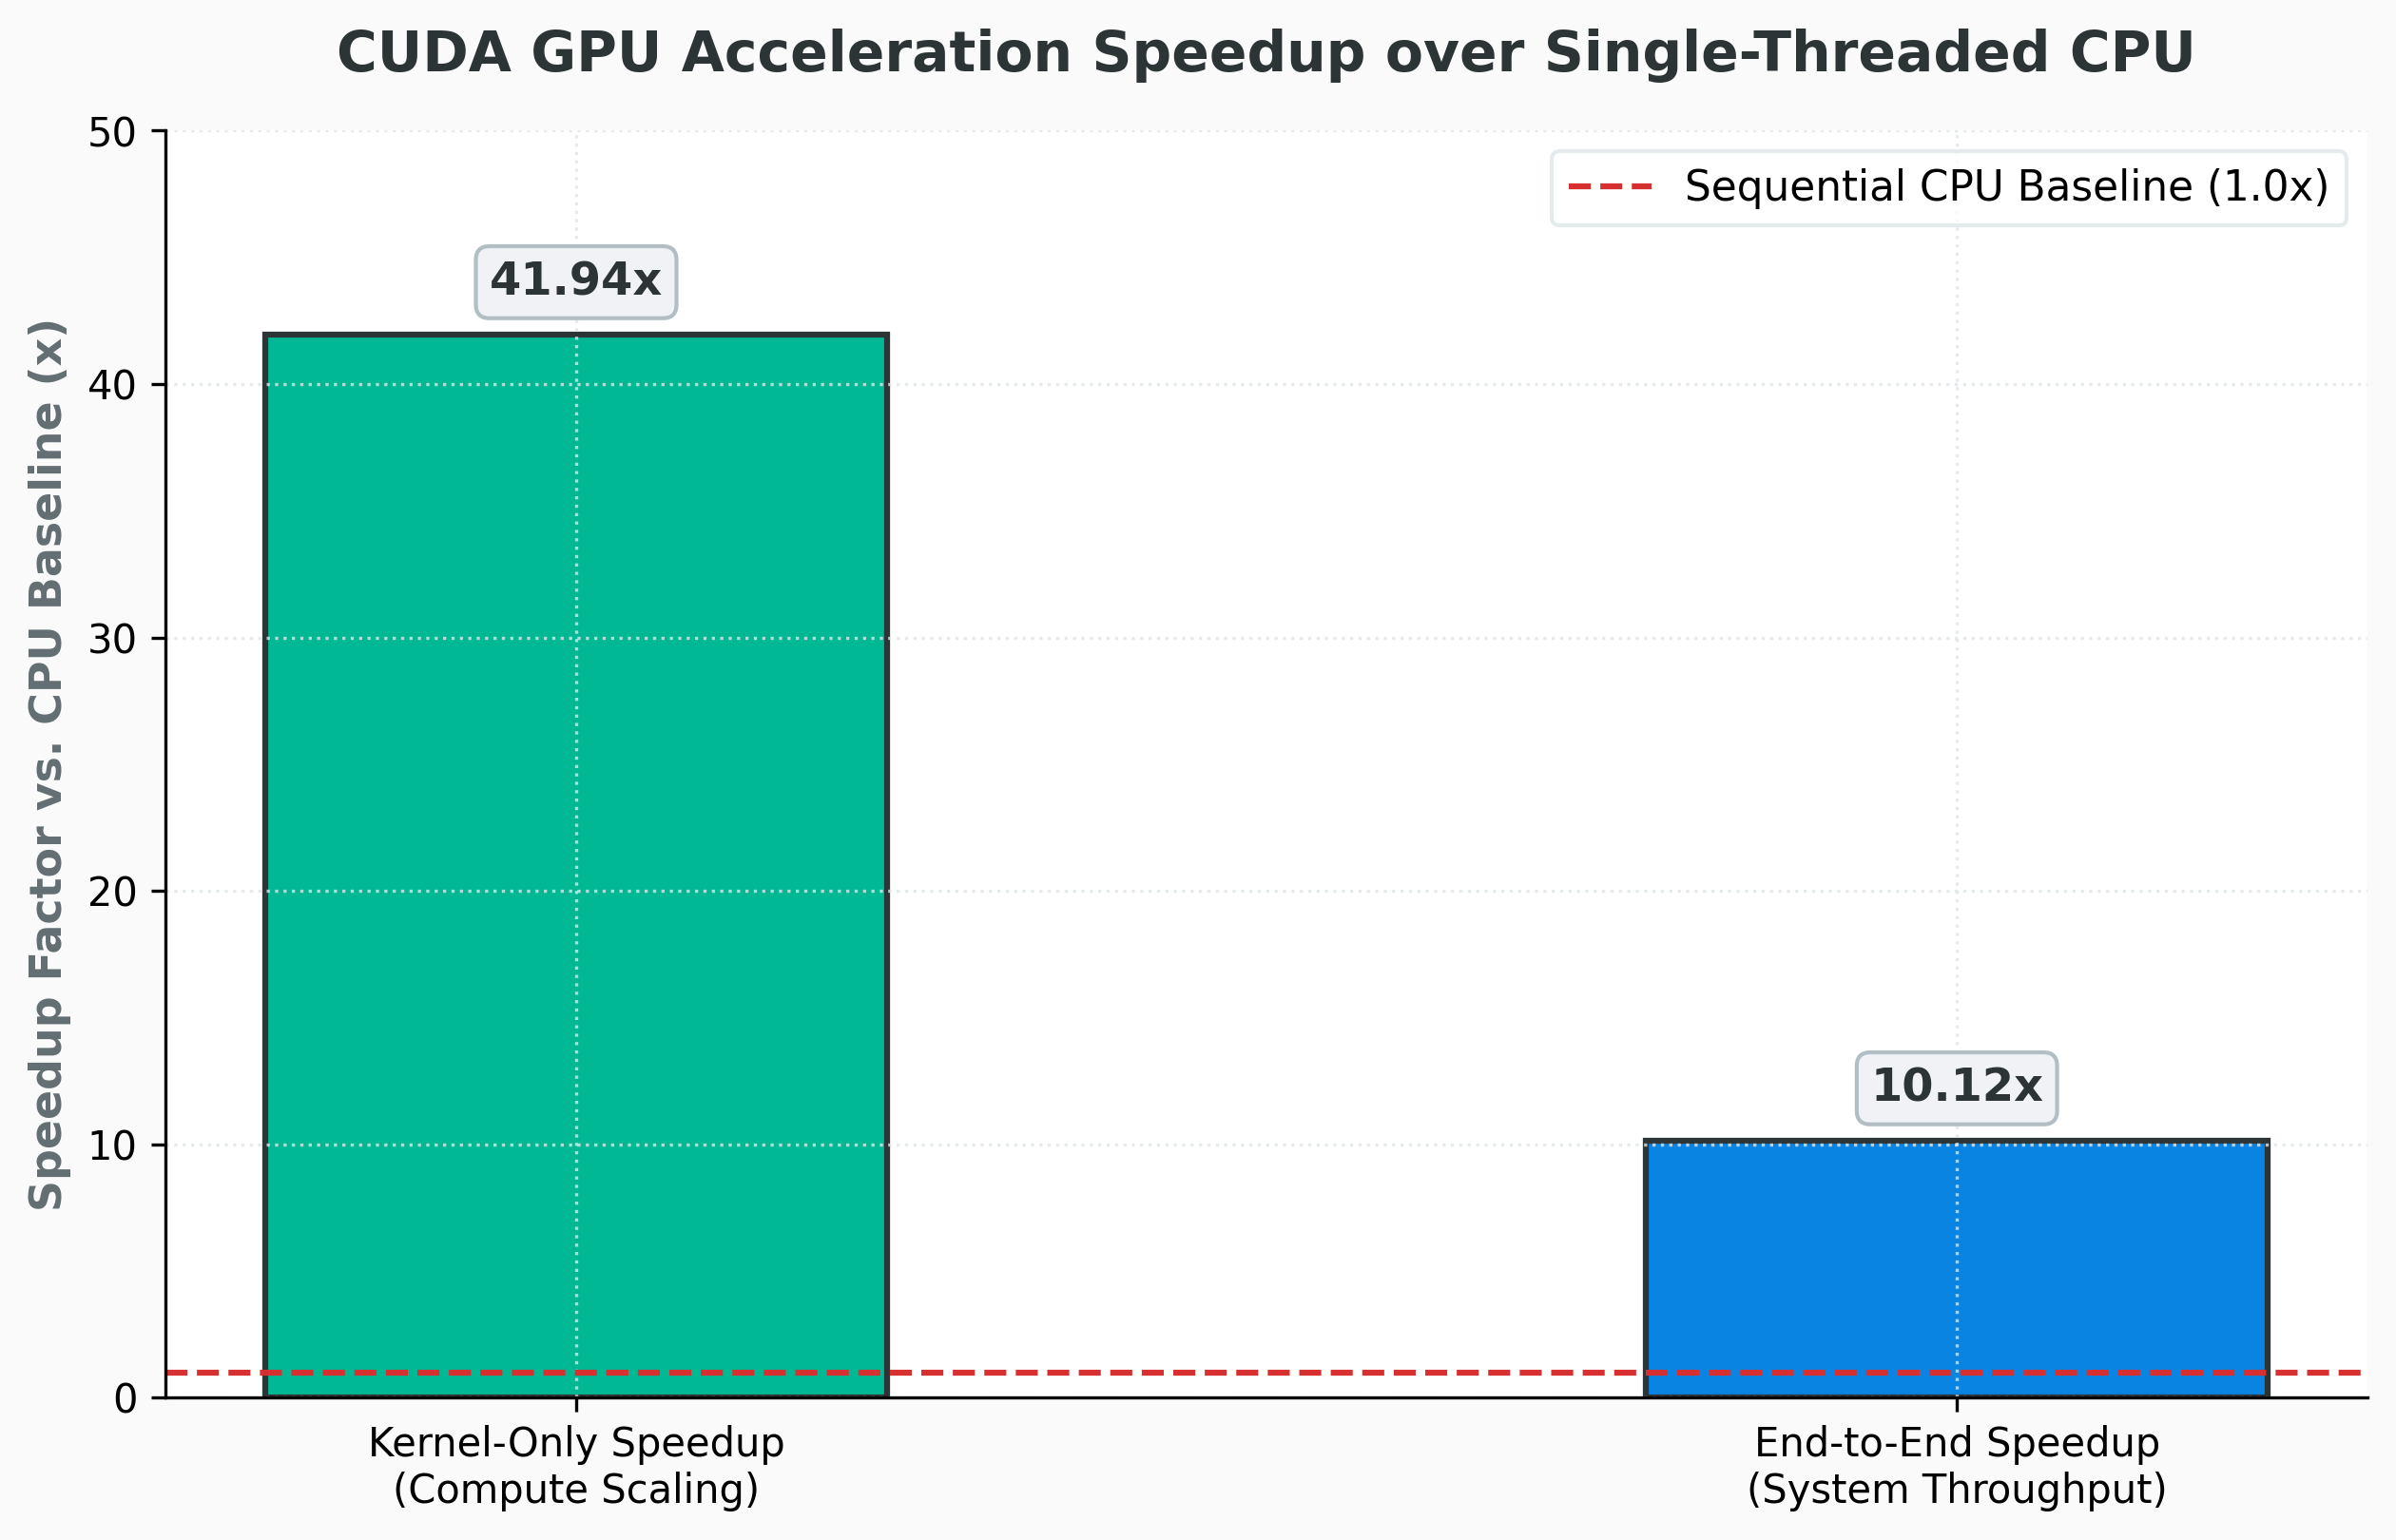 CUDA GPU Acceleration Speedup over Single-Threaded CPU
Speedup Factor vs. CPU Baseline (x)
50
40
30
20
10
0
Sequential CPU Baseline (1.0x)
41.94x
10.12x
Kernel-Only Speedup
(Compute Scaling)
End-to-End Speedup
(System Throughput)